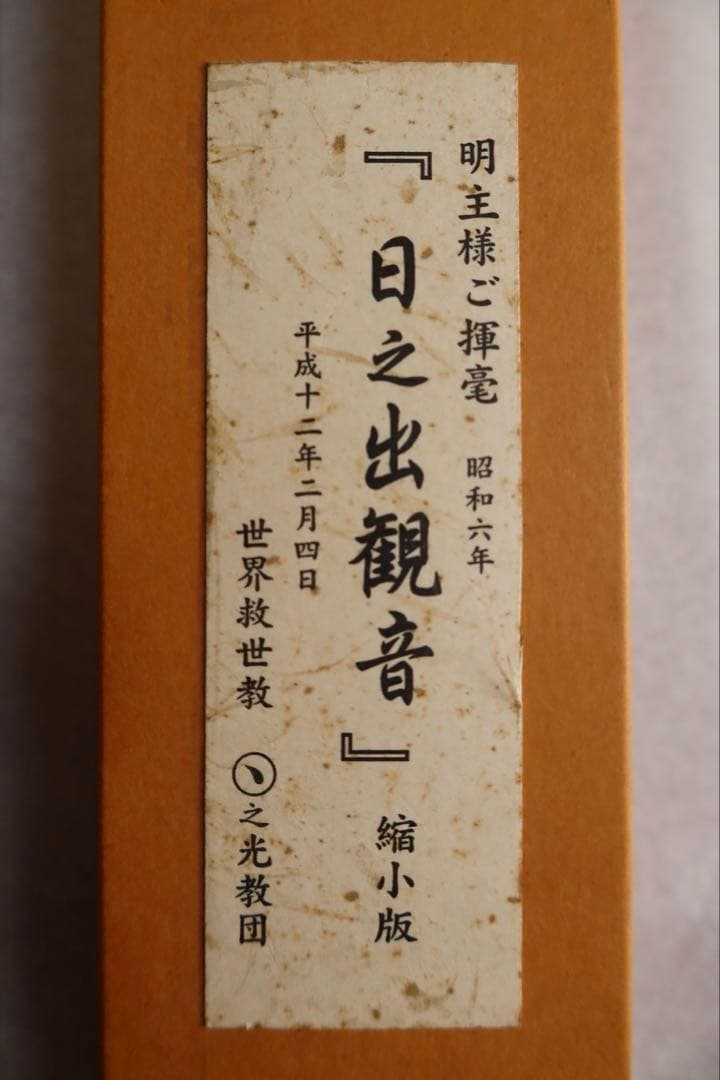 明主様ご揮毫 昭和六年
『日之出観音』縮小版
平成十二年二月四日
世界救世教 ㋨之光教団